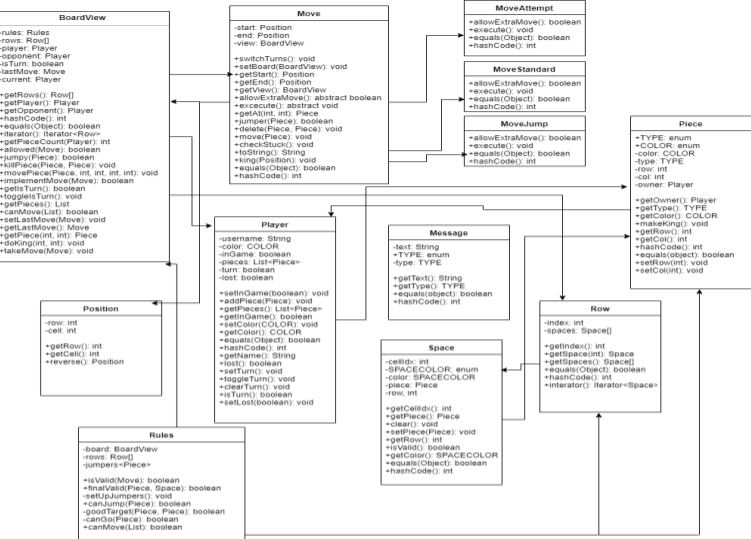 BoardView
-rules: Rules
-rows: Row[]
-player: Player
-opponent: Player
-isTurn: boolean
-lastMove: Move
-current: Player
+getRows(): Row[]
+getPlayer(): Player
+getOpponent(): Player
+hashCode(): int
+equals(Object): boolean
+iterator(): Iterator<Row>
+getPieceCount(Player): int
+allowed(Move): boolean
+jumpy(Piece): boolean
+killPiece(Piece, Piece): void
+movePiece(Piece, int, int, int, int): void
+implementMove(Move): boolean
+getIsTurn(): boolean
+toggleIsTurn(): void
+getPieces(): List
+canMove(List): boolean
+setLastMove(Move): void
+getLastMove(): Move
+getPiece(int, int): Piece
+doKing(int, int): void
+takeMove(Move): void
Move
-start: Position
-end: Position
-view: BoardView
+switchTurns(): void
+setBoard(BoardView): void
+getStart(): Position
+getEnd(): Position
+getView(): BoardView
+allowExtraMove(): abstract boolean
+excecute(): abstract void
+getAt(int, int): Piece
+jumper(Piece): boolean
+delete(Piece, Piece): void
+move(Piece): void
+checkStuck(): void
+toString(): String
+king(Position): void
+equals(Object): boolean
+hashCode(): int
MoveAttempt
+allowExtraMove(): boolean
+execute(): void
+equals(Object): boolean
+hashCode(): int
MoveStandard
+allowExtraMove(): boolean
+execute(): void
+equals(Object): boolean
+hashCode(): int
MoveJump
+allowExtraMove(): boolean
+execute(): void
+equals(Object): boolean
+hashCode(): int
Piece
+TYPE: enum
+COLOR: enum
-color: COLOR
-type: TYPE
-row: int
-col: int
-owner: Player
+getOwner(): Player
+getType(): TYPE
+getColor(): COLOR
+makeKing(): void
+getRow(): int
+getCol(): int
+hashCode(): int
+equals(object): boolean
+setRow(int): void
+setCol(int): void
Player
-username: String
-color: COLOR
-inGame: boolean
-pieces: List<Piece>
-turn: boolean
-lost: boolean
+setInGame(boolean): void
+addPiece(Piece): void
+getPieces(): List<Piece>
+getInGame(): boolean
+setColor(COLOR): void
+getColor(): COLOR
+equals(Object): boolean
+hashCode(): int
+getName(): String
+lost(): boolean
+setTurn(): void
+toggleTurn(): void
+clearTurn(): void
+isTurn(): boolean
+setLost(boolean): void
Message
-text: String
+TYPE: enum
-type: TYPE
+getText(): String
+getType(): TYPE
+equals(object): boolean
+hashCode(): int
Position
-row: int
-cell: int
+getRow(): int
+getCell(): int
+reverse(): Position
Row
-index: int
-spaces: Space[]
+getIndex(): int
+getSpace(int): Space
+getSpaces(): Space[]
+equals(Object): boolean
+hashCode(): int
+interator(): Iterator<Space>
Space
-cellIdx: int
-SPACECOLOR: enum
-color: SPACECOLOR
-piece: Piece
-row, int
+getCellIdx(): int
+getPiece(): Piece
+clear(): void
+setPiece(Piece): void
+getRow(): int
+isValid(): boolean
+getColor(): SPACECOLOR
+equals(Object): boolean
+hashCode(): int
Rules
-board: BoardView
-rows: Row[]
-jumpers<Piece>
+isValid(Move): boolean
+finalValid(Piece, Space): boolean
-setUpJumpers(): void
+canJump(Piece): boolean
-goodTarget(Piece, Piece): boolean
-canGo(Piece): boolean
+canMove(List): boolean